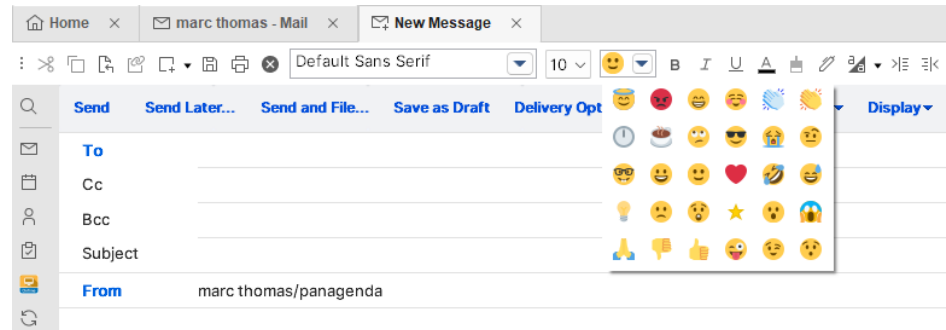 Home × marc thomas - Mail × New Message ×
Default Sans Serif 10 B I U A
Send Send Later... Send and File... Save as Draft Delivery Opt Display
To
Cc
Bcc
Subject
From marc thomas/panagenda